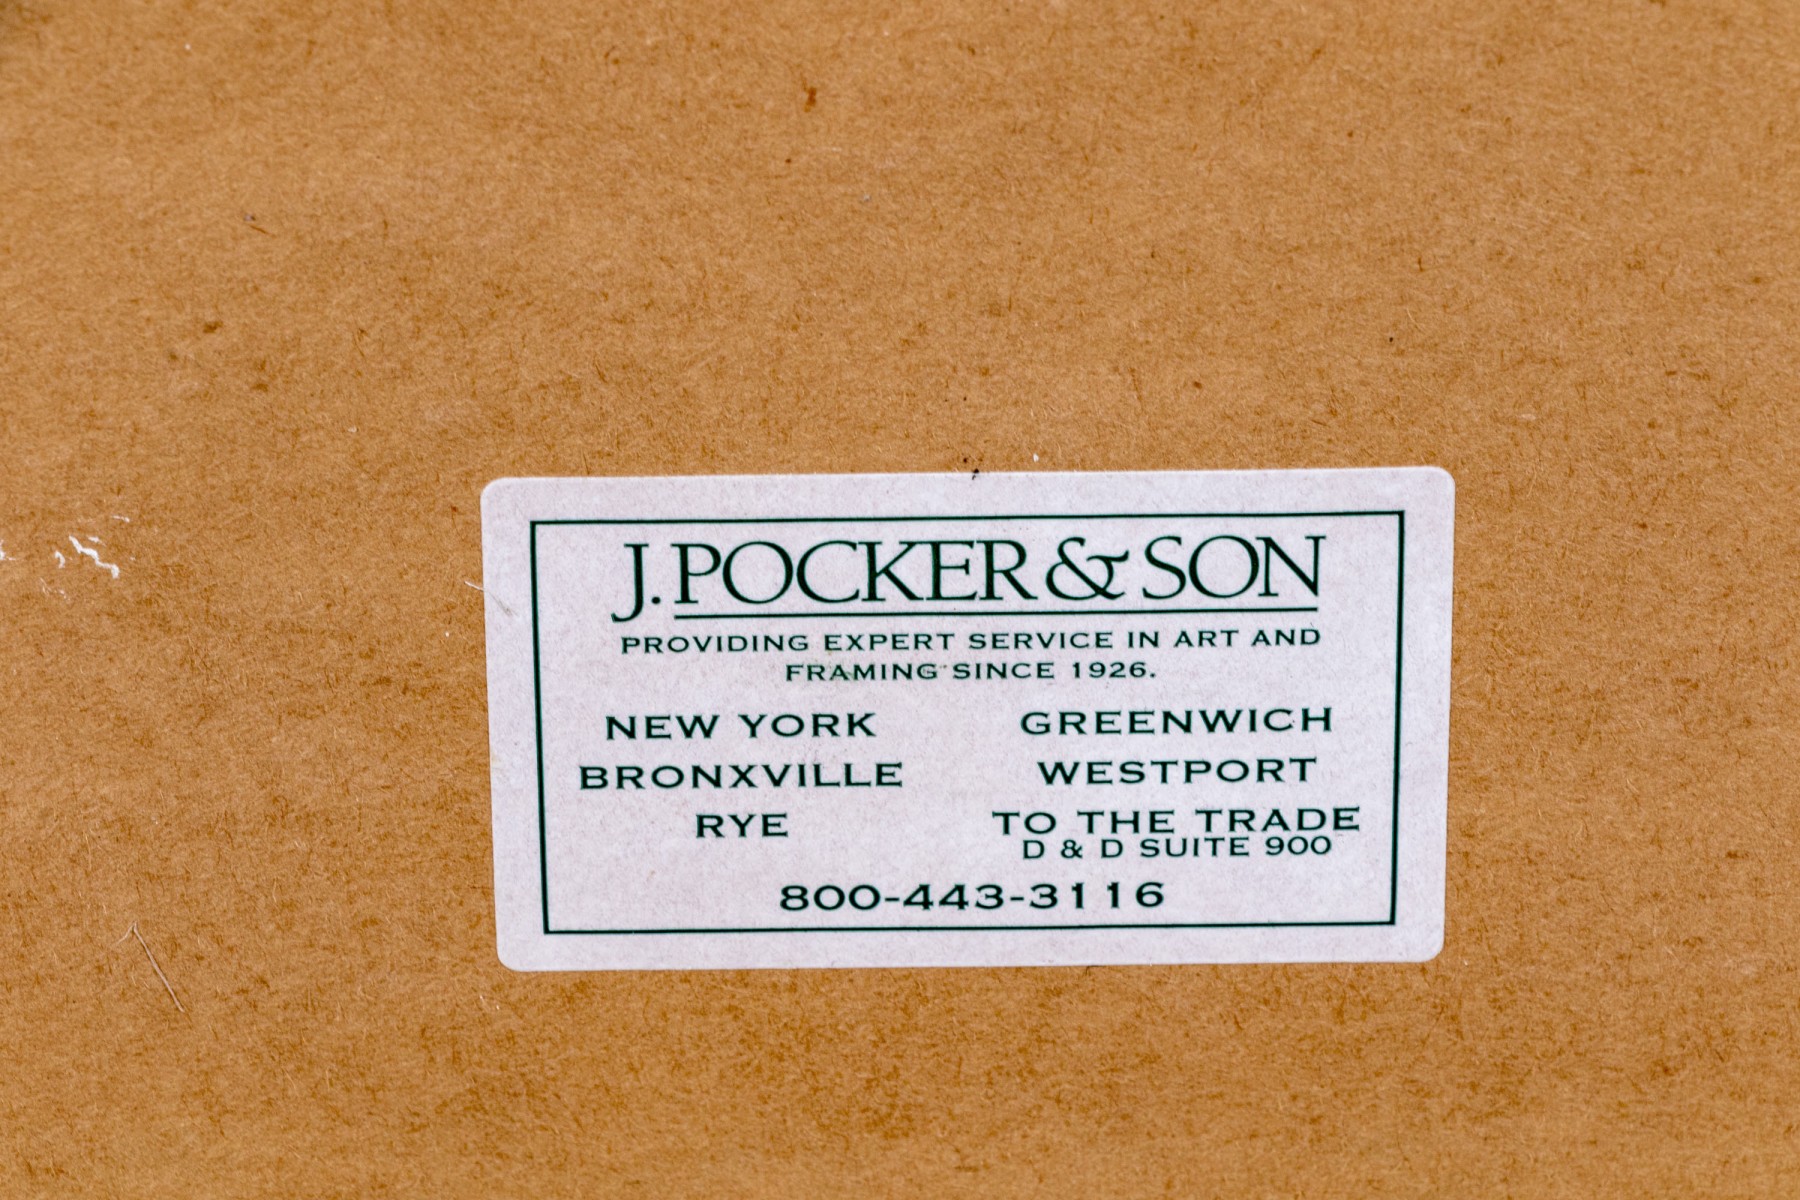 J. POCKER & SON
PROVIDING EXPERT SERVICE IN ART AND
FRAMING SINCE 1926.
NEW YORK GREENWICH
BRONXVILLE WESTPORT
RYE TO THE TRADE
D & D SUITE 900
800-443-3116